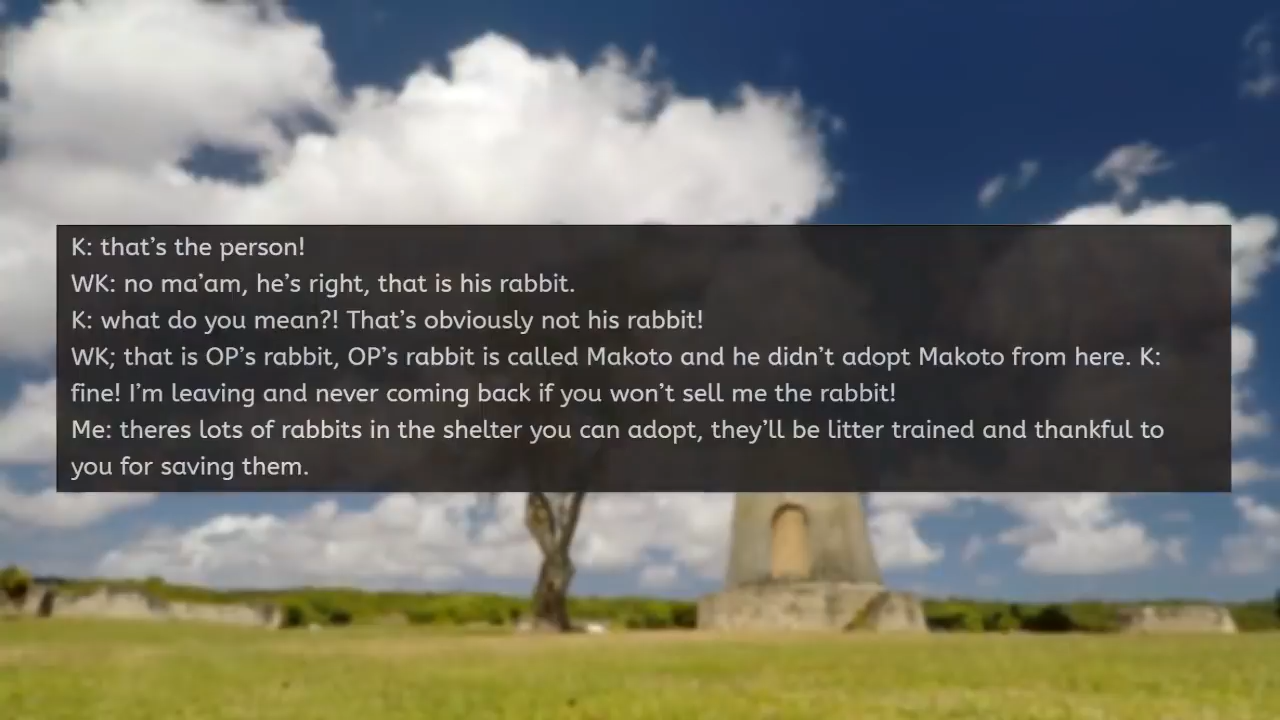 K: that’s the person!
WK: no ma’am, he’s right, that is his rabbit.
K: what do you mean?! That’s obviously not his rabbit!
WK; that is OP’s rabbit, OP’s rabbit is called Makoto and he didn’t adopt Makoto from here. K:
fine! I’m leaving and never coming back if you won’t sell me the rabbit!
Me: theres lots of rabbits in the shelter you can adopt, they’ll be litter trained and thankful to
you for saving them.